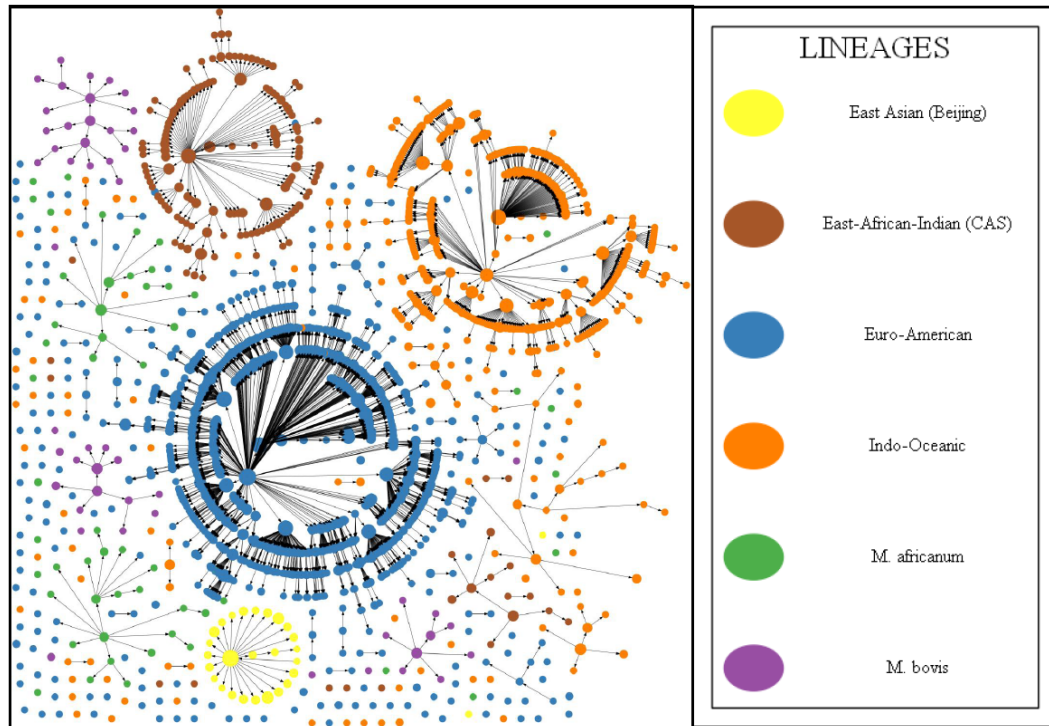 LINEAGES
East Asian (Beijing)
East-African-Indian (CAS)
Euro-American
Indo-Oceanic
M. africanum
M. bovis